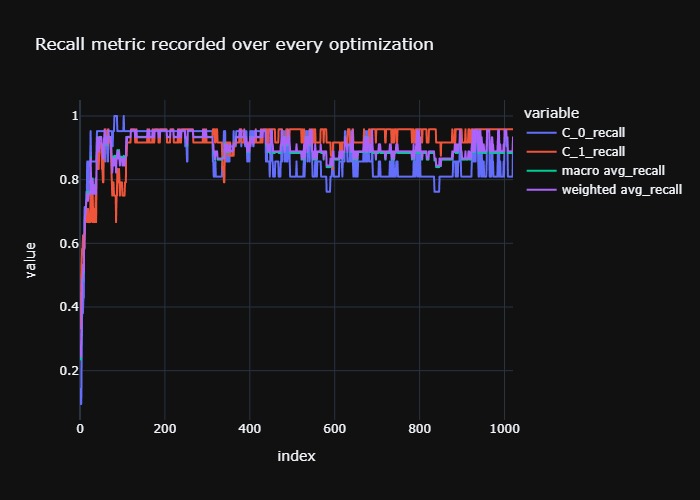 Recall metric recorded over every optimization
variable
C_0_recall
C_1_recall
macro avg_recall
weighted avg_recall
value
1
0.8
0.6
0.4
0.2
0 200 400 600 800 1000
index